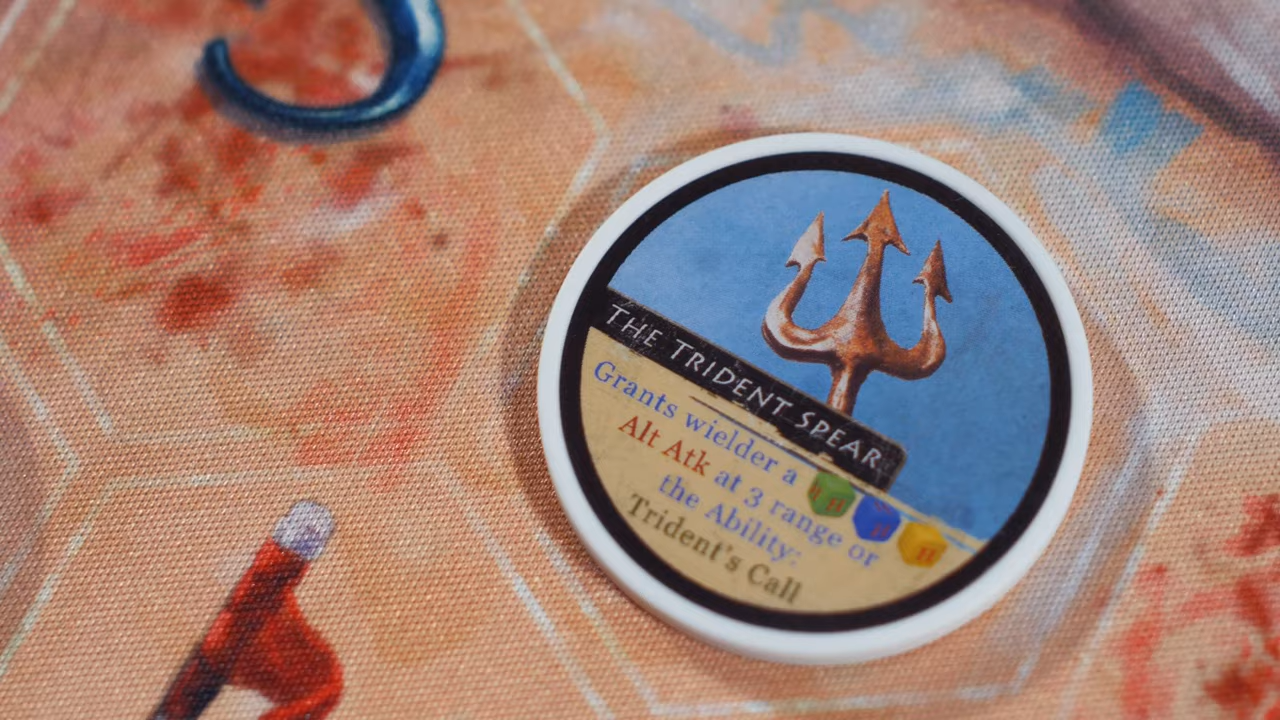 THE TRIDENT SPEAR
Grants wielder a
Alt Atk at 3 range or
the Ability:
Trident's Call